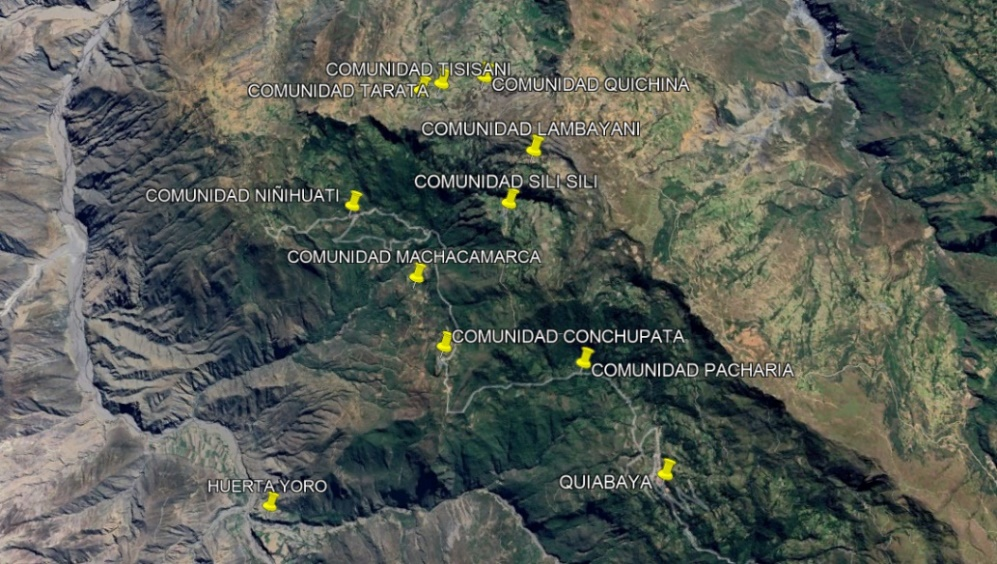 COMUNIDAD TISISANI
COMUNIDAD TARATA
COMUNIDAD QUICHINA
COMUNIDAD LAMBAYANI
COMUNIDAD SILI SILI
COMUNIDAD NIÑIHUATI
COMUNIDAD MACHACAMARCA
COMUNIDAD CONCHUPATA
COMUNIDAD PACHARIA
QUIABAYA
HUERTA YORO